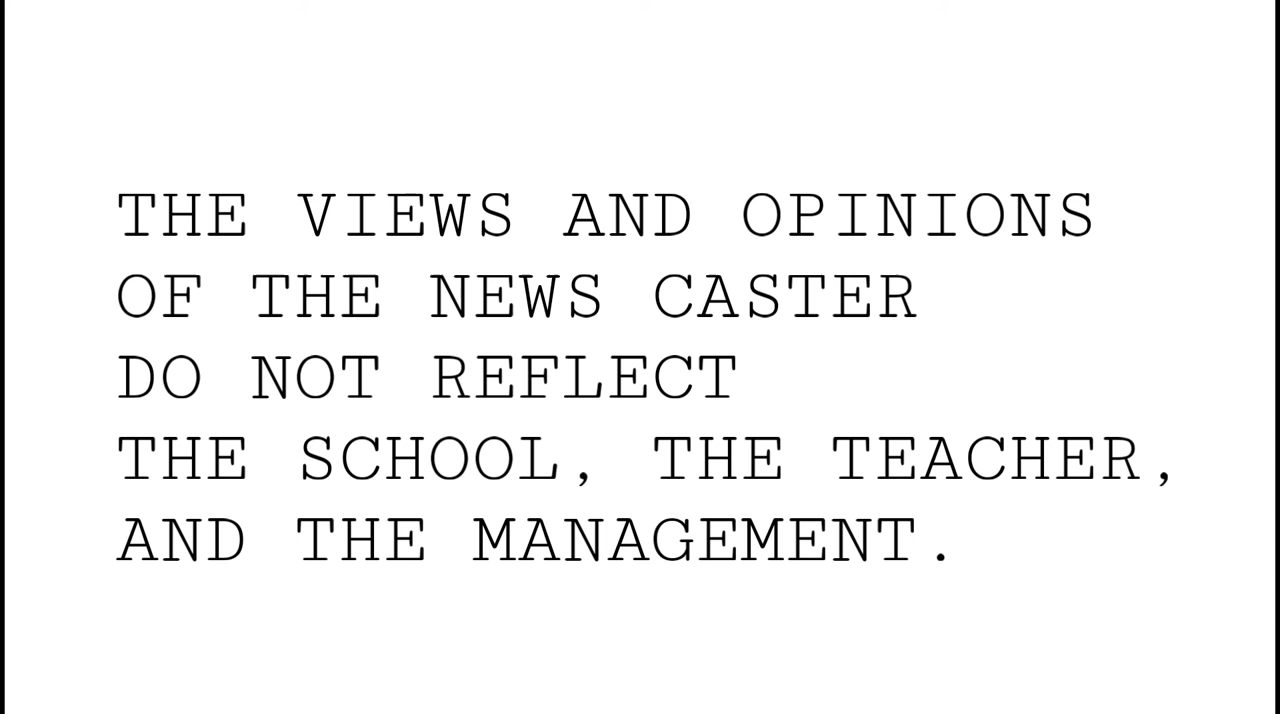 THE VIEWS AND OPINIONS
OF THE NEWS CASTER
DO NOT REFLECT
THE SCHOOL, THE TEACHER,
AND THE MANAGEMENT.